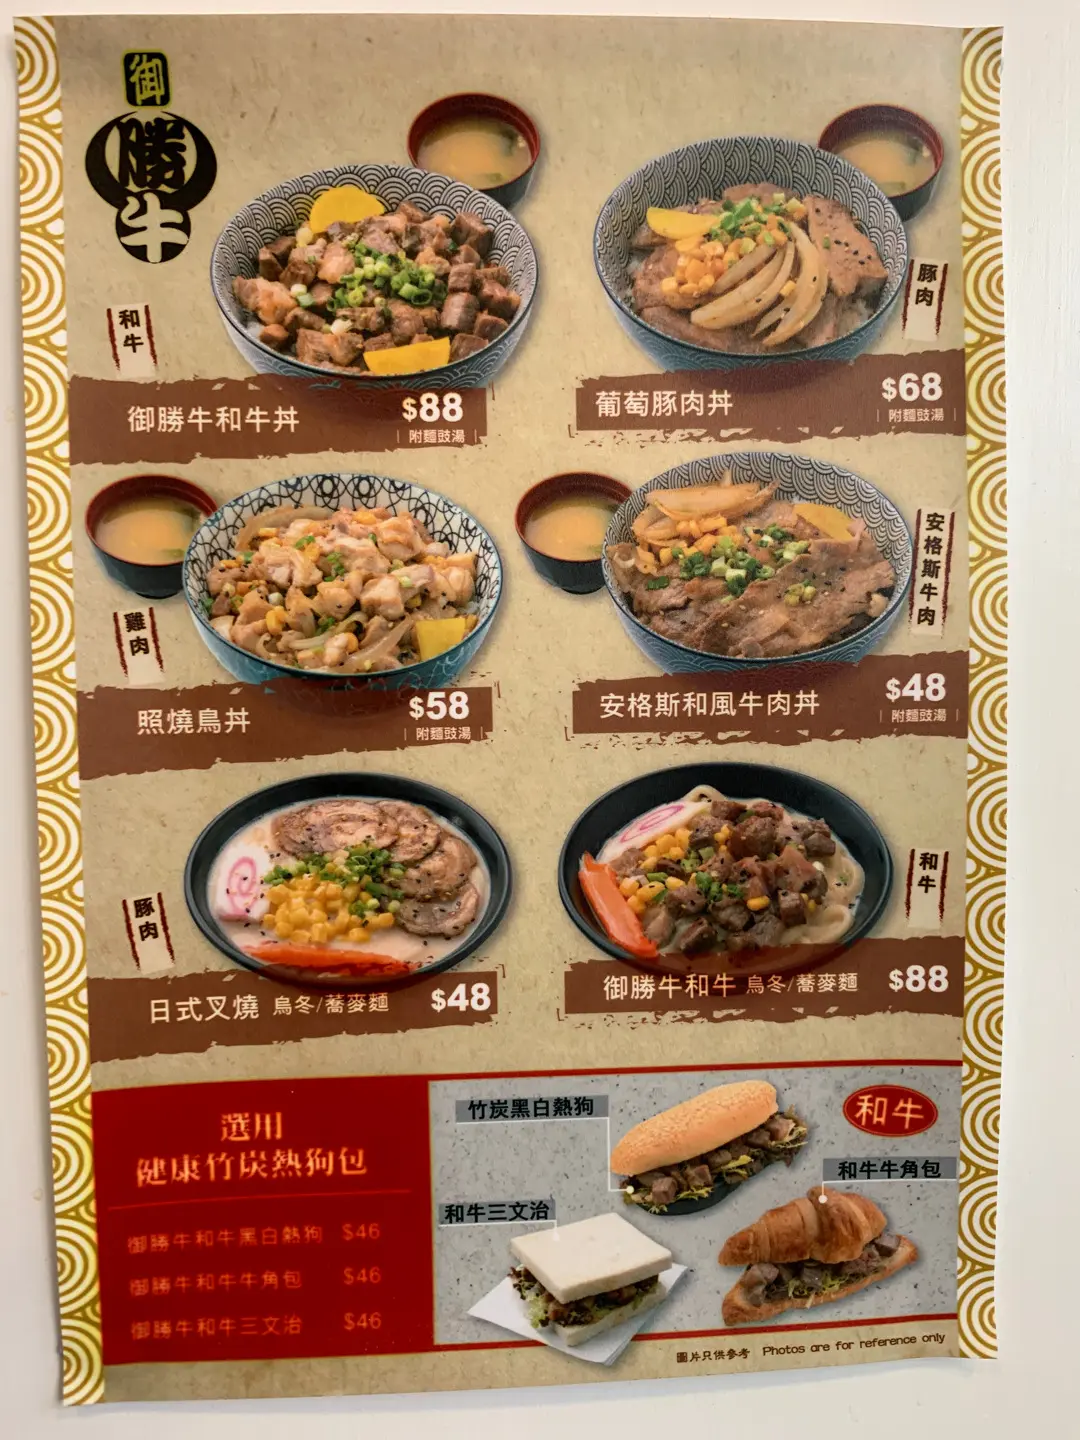 御
勝
牛
和牛
御勝牛和牛丼
$88
附麵豉湯
豚肉
葡萄豚肉丼
$68
附麵豉湯
雞肉
照燒鳥丼
$58
附麵豉湯
安格斯牛肉
安格斯和風牛肉丼
$48
附麵豉湯
豚肉
日式叉燒 烏冬/蕎麥麵 $48
和牛
御勝牛和牛 烏冬/蕎麥麵 $88
選用
健康竹炭熱狗包
御勝牛和牛黑白熱狗 $46
御勝牛和牛牛角包 $46
御勝牛和牛三文治 $46
竹炭黑白熱狗
和牛
和牛牛角包
和牛三文治
圖片只供參考 Photos are for reference only